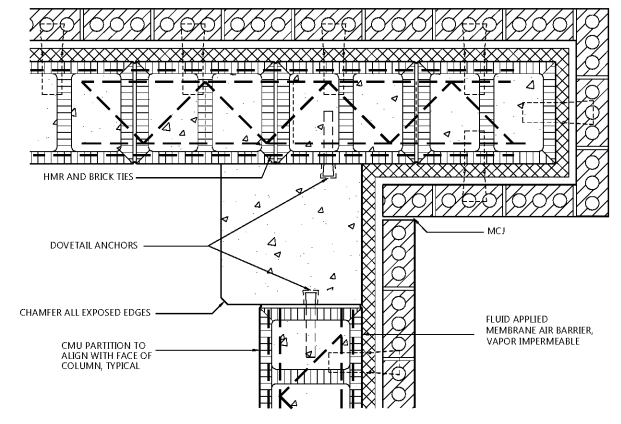 HMR AND BRICK TIES
MCJ
DOVETAIL ANCHORS
CHAMFER ALL EXPOSED EDGES
FLUID APPLIED
MEMBRANE AIR BARRIER,
VAPOR IMPERMEABLE
CMU PARTITION TO
ALIGN WITH FACE OF
COLUMN, TYPICAL